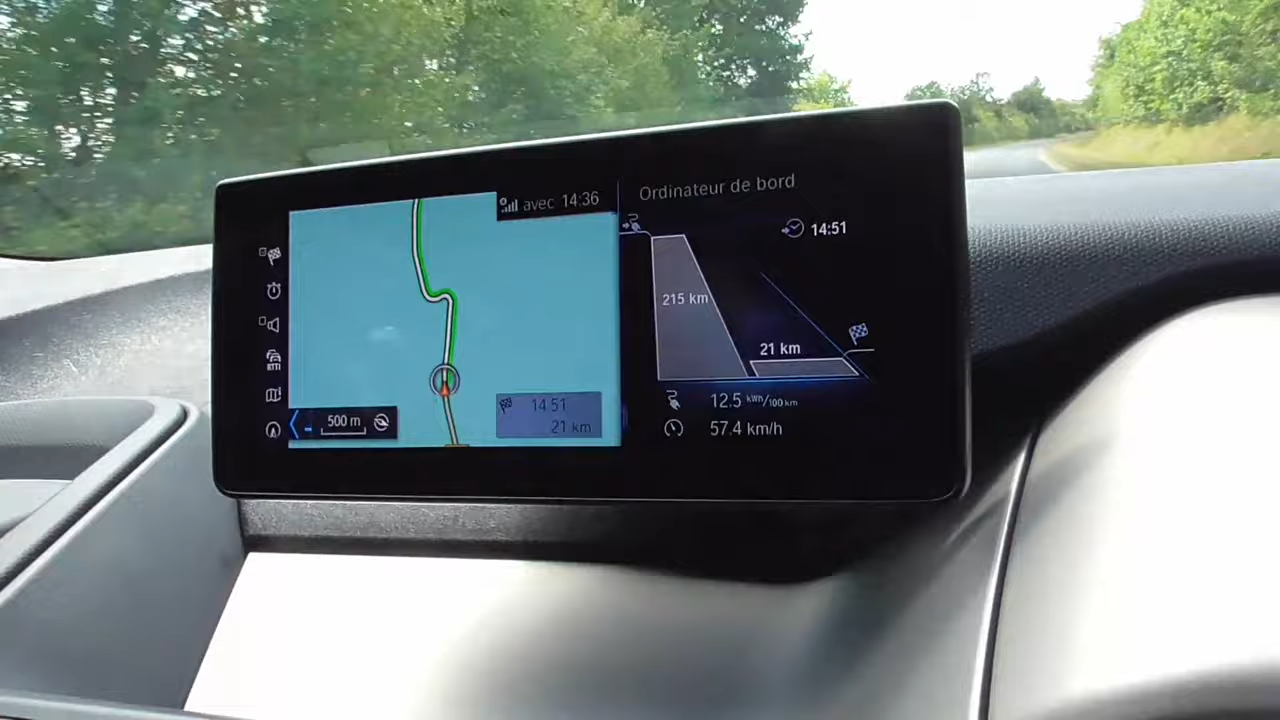 avec 14:36
500 m
14 51
21 km
Ordinateur de bord
14:51
215 km
21 km
12.5 kWh/100 km
57.4 km/h